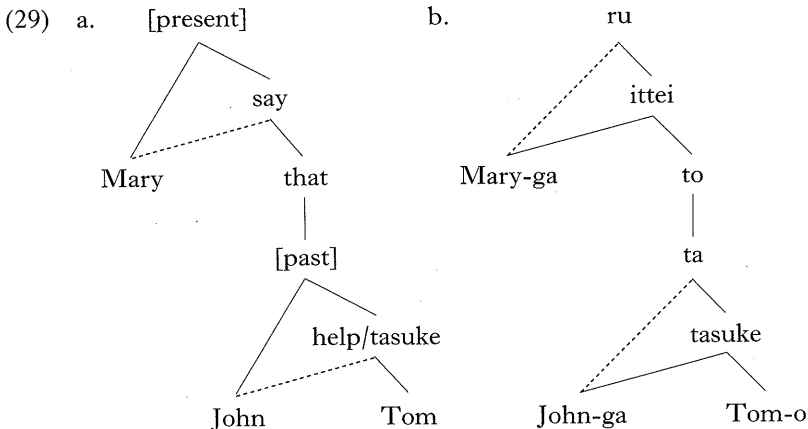 (29) a. [present] b. ru
say ittei
Mary that Mary-ga to
[past] ta
help/tasuke tasuke
John Tom John-ga Tom-o